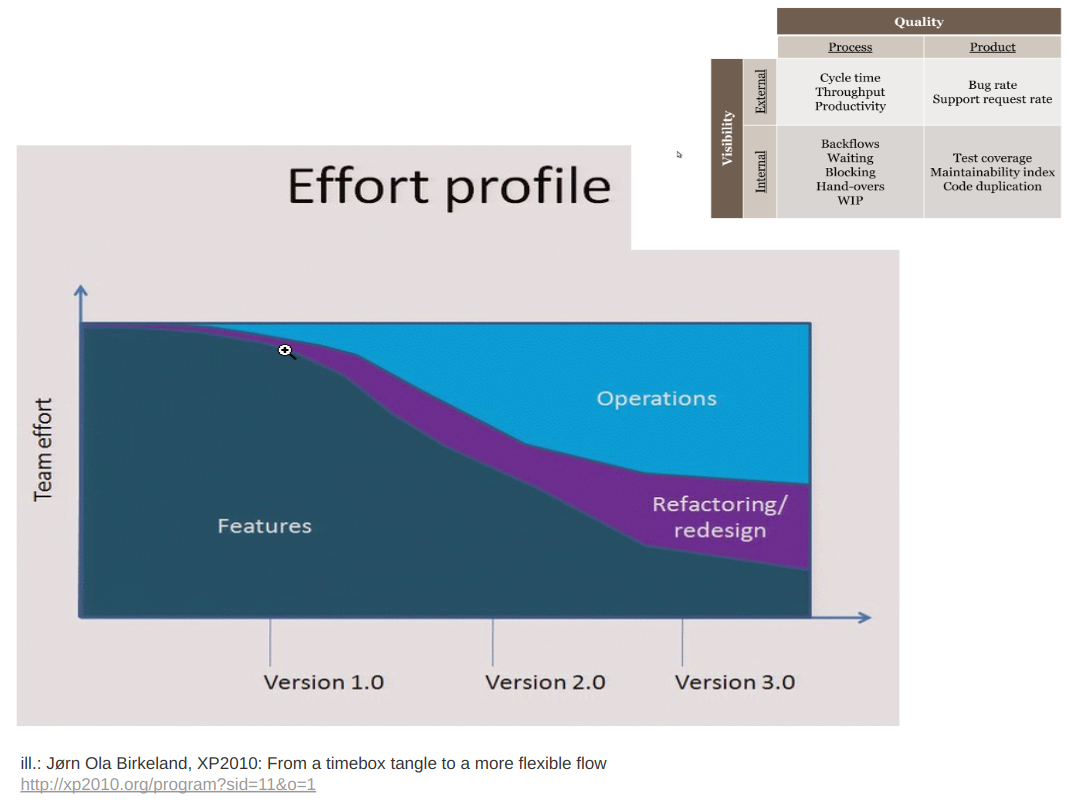 Quality
Process
Product
Visibility
External
Cycle time
Throughput
Productivity
Bug rate
Support request rate
Internal
Backflows
Waiting
Blocking
Hand-overs
WIP
Test coverage
Maintainability index
Code duplication
Effort profile
Team effort
Operations
Refactoring/
redesign
Features
Version 1.0
Version 2.0
Version 3.0
ill.: Jørn Ola Birkeland, XP2010: From a timebox tangle to a more flexible flow
http://xp2010.org/program?sid=11&o=1